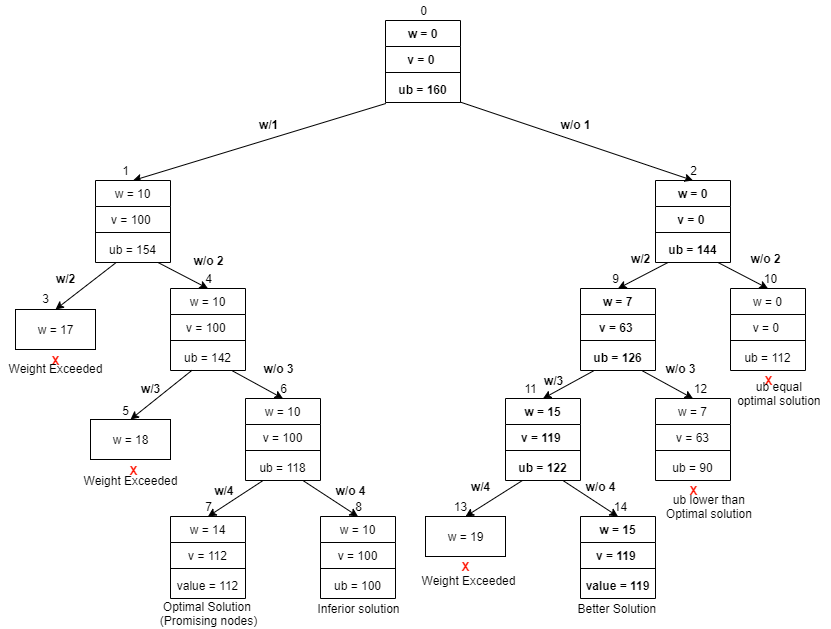 0
w = 0
v = 0
ub = 160
w/1
w/o 1
1
w = 10
v = 100
ub = 154
2
w = 0
v = 0
ub = 144
w/2
w/o 2
w/2
w/o 2
3
w = 17
X
Weight Exceeded
4
w = 10
v = 100
ub = 142
9
w = 7
v = 63
ub = 126
10
w = 0
v = 0
ub = 112
X
ub equal
optimal solution
w/3
w/o 3
w/3
w/o 3
5
w = 18
X
Weight Exceeded
6
w = 10
v = 100
ub = 118
11
w = 15
v = 119
ub = 122
12
w = 7
v = 63
ub = 90
X
ub lower than
Optimal solution
w/4
w/o 4
w/4
w/o 4
7
w = 14
v = 112
value = 112
Optimal Solution
(Promising nodes)
8
w = 10
v = 100
ub = 100
Inferior solution
13
w = 19
X
Weight Exceeded
14
w = 15
v = 119
value = 119
Better Solution